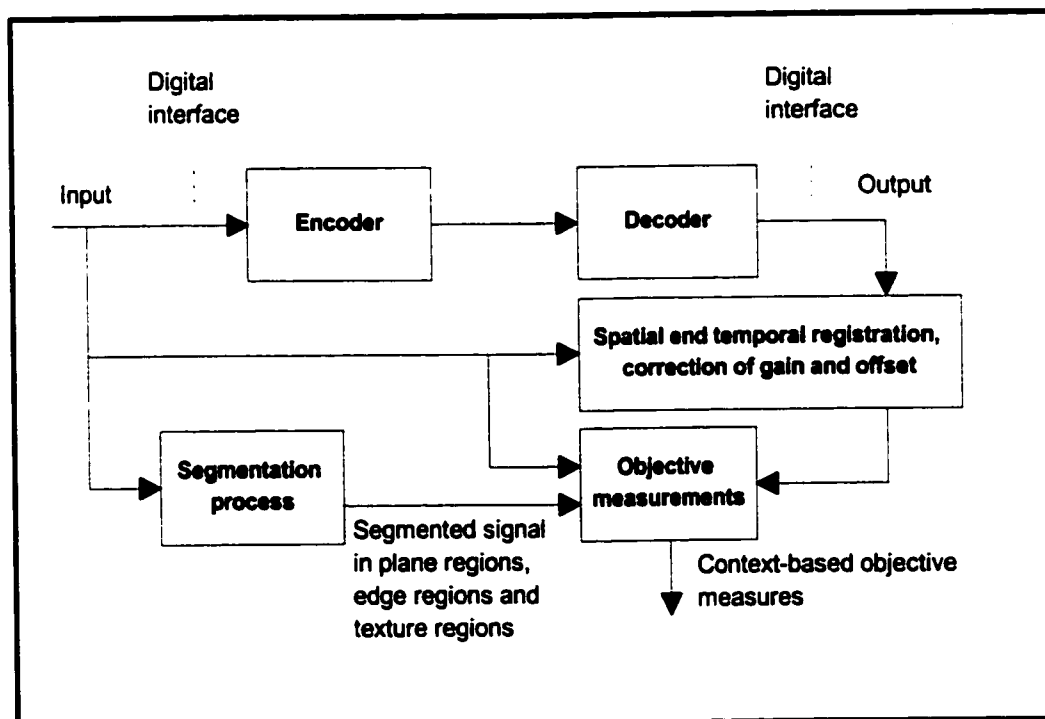 Digital
interface
Digital
interface
Input
Encoder
Decoder
Output
Spatial end temporal registration,
correction of gain and offset
Segmentation
process
Objective
measurements
Segmented signal
in plane regions,
edge regions and
texture regions
Context-based objective
measures